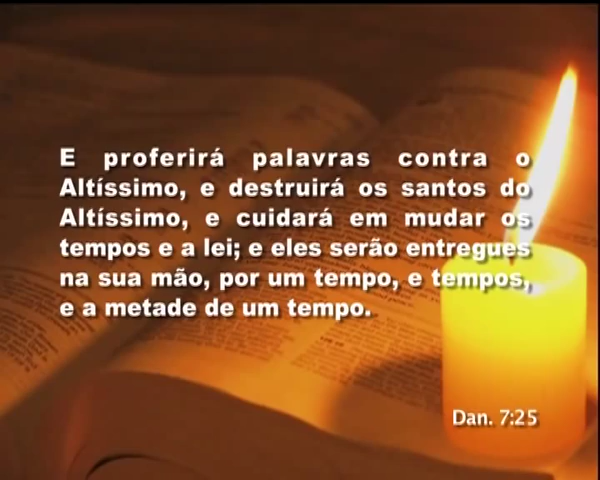 E proferirá palavras contra o
Altíssimo, e destruirá os santos do
Altíssimo, e cuidará em mudar os
tempos e a lei; e eles serão entregues
na sua mão, por um tempo, e tempos,
e a metade de um tempo.
Dan. 7:25